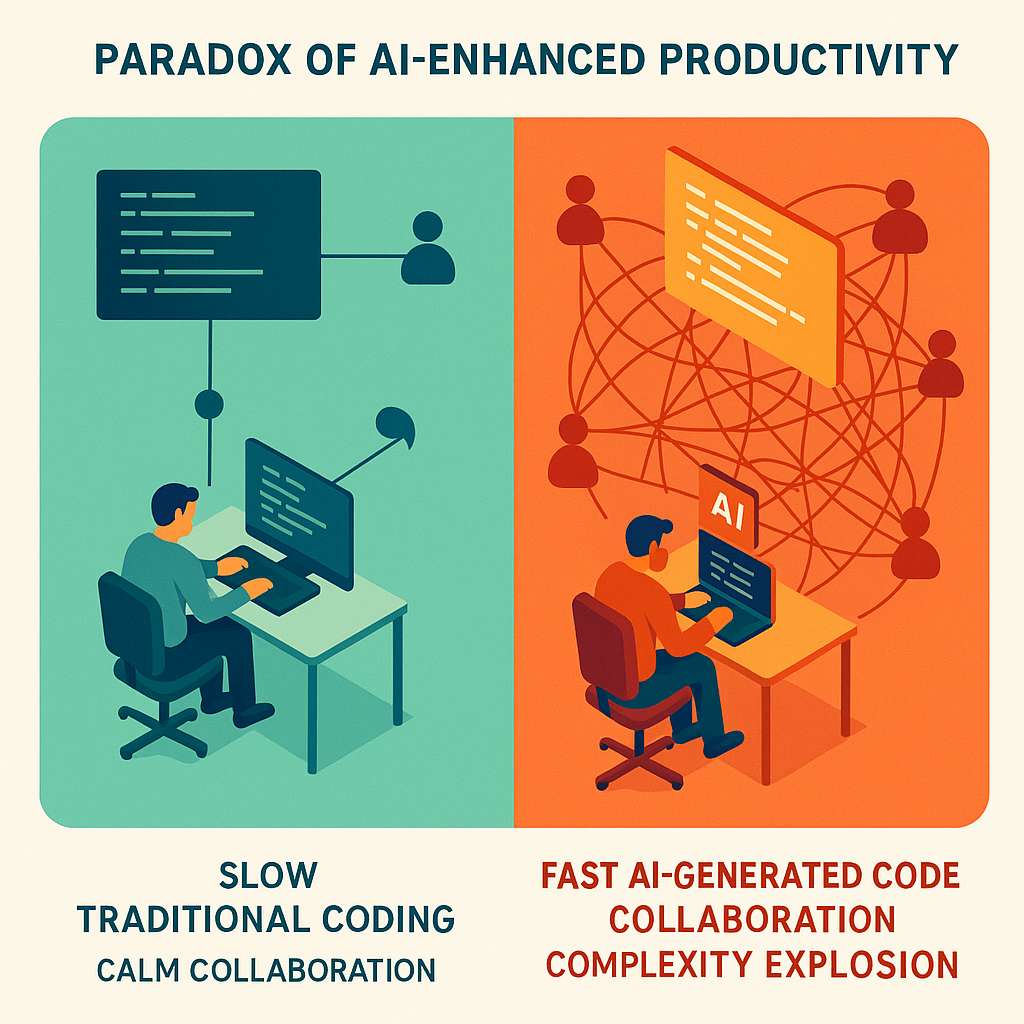 PARADOX OF AI-ENHANCED PRODUCTIVITY
AI
SLOW
TRADITIONAL CODING
CALM COLLABORATION
FAST AI-GENERATED CODE
COLLABORATION
COMPLEXITY EXPLOSION